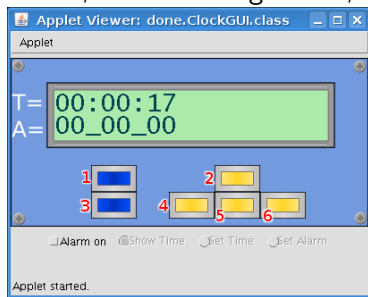 Applet Viewer: done.ClockGUI.class
Applet
T= 00:00:17
A= 00_00_00
1 2
3 4 5 6
Alarm on Show Time Set Time Set Alarm
Applet started.